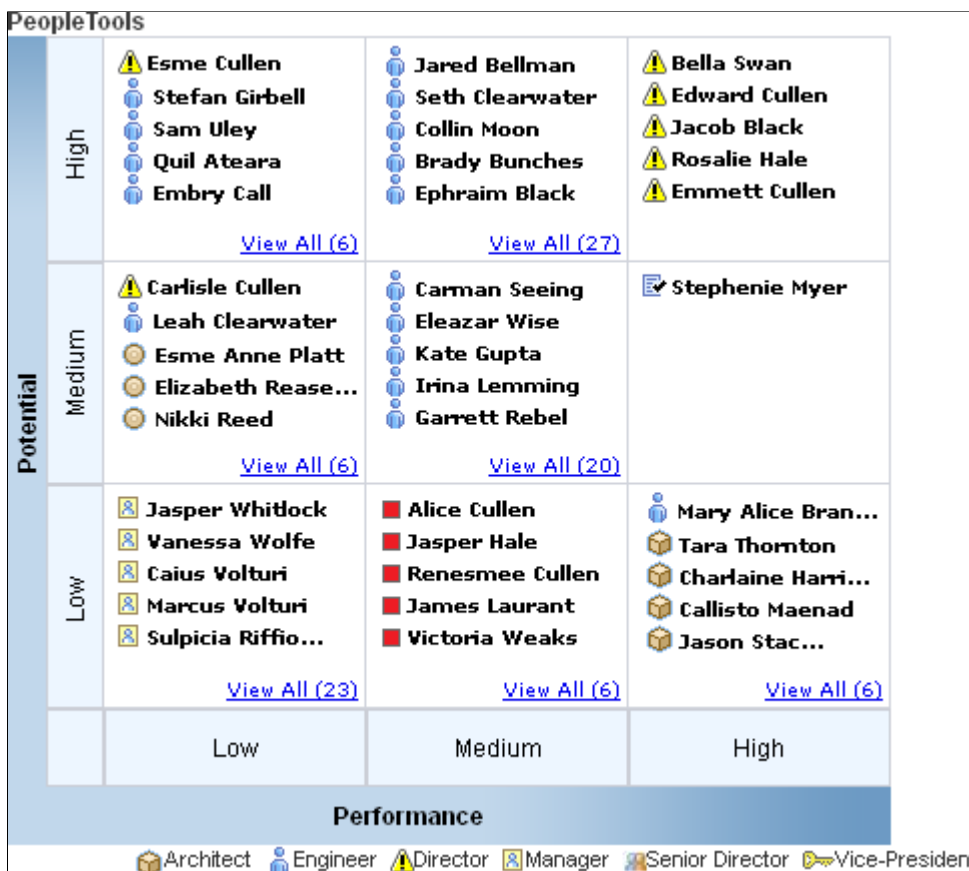 PeopleTools
Potential
High
Esme Cullen
Stefan Girbell
Sam Uley
Quil Ateara
Embry Call
View All (6)
Jared Bellman
Seth Clearwater
Collin Moon
Brady Bunches
Ephraim Black
View All (27)
Bella Swan
Edward Cullen
Jacob Black
Rosalie Hale
Emmett Cullen
Medium
Carlisle Cullen
Leah Clearwater
Esme Anne Platt
Elizabeth Rease...
Nikki Reed
View All (6)
Carman Seeing
Eleazar Wise
Kate Gupta
Irina Lemming
Garrett Rebel
View All (20)
Stephenie Myer
Low
Jasper Whitlock
Vanessa Wolfe
Caius Volturi
Marcus Volturi
Sulpicia Riffio...
View All (23)
Alice Cullen
Jasper Hale
Renesmee Cullen
James Laurant
Victoria Weaks
View All (6)
Mary Alice Bran...
Tara Thornton
Charlaine Harri...
Callisto Maenad
Jason Stac...
View All (6)
Low Medium High
Performance
Architect Engineer Director Manager Senior Director Vice-Presiden